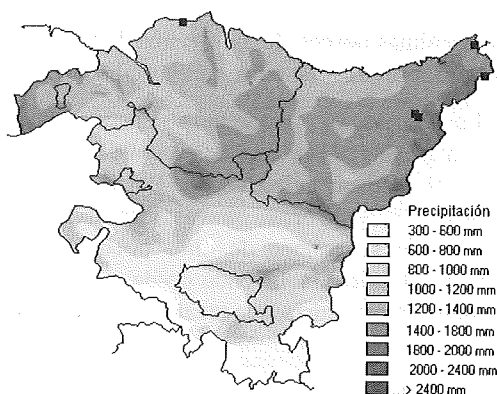 Precipitación
300 - 600 mm
600 - 800 mm
800 - 1000 mm
1000 - 1200 mm
1200 - 1400 mm
1400 - 1800 mm
1800 - 2000 mm
2000 - 2400 mm
> 2400 mm